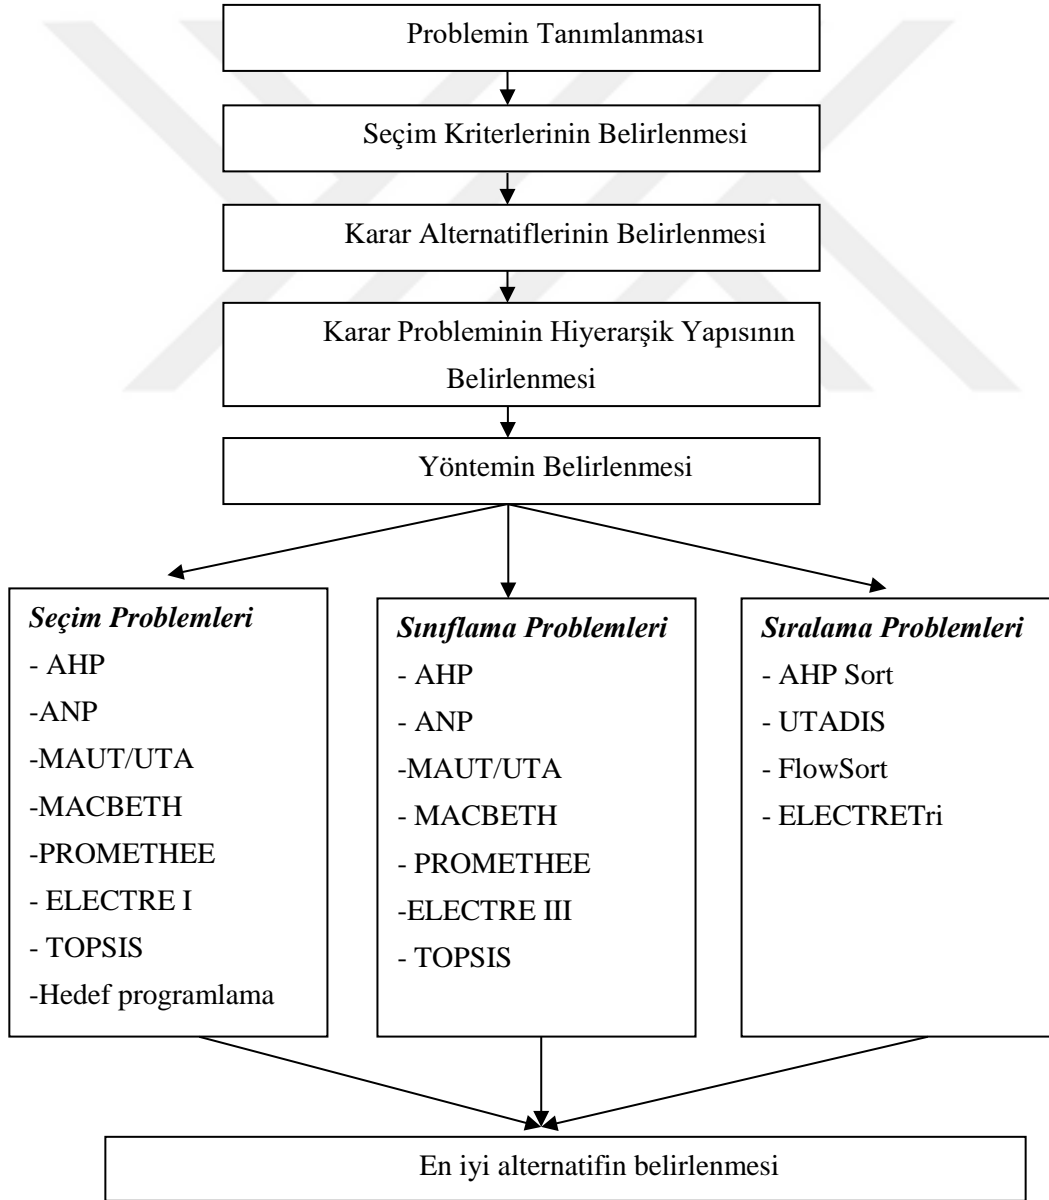 Problemin Tanımlanması
Seçim Kriterlerinin Belirlenmesi
Karar Alternatiflerinin Belirlenmesi
Karar Probleminin Hiyerarşik Yapısının
Belirlenmesi
Yöntemin Belirlenmesi
Seçim Problemleri
- AHP
-ANP
-MAUT/UTA
-MACBETH
-PROMETHEE
- ELECTRE I
- TOPSIS
-Hedef programlama
Sınıflama Problemleri
- AHP
- ANP
-MAUT/UTA
- MACBETH
- PROMETHEE
-ELECTRE III
- TOPSIS
Sıralama Problemleri
- AHP Sort
- UTADIS
- FlowSort
- ELECTRETri
En iyi alternatifin belirlenmesi